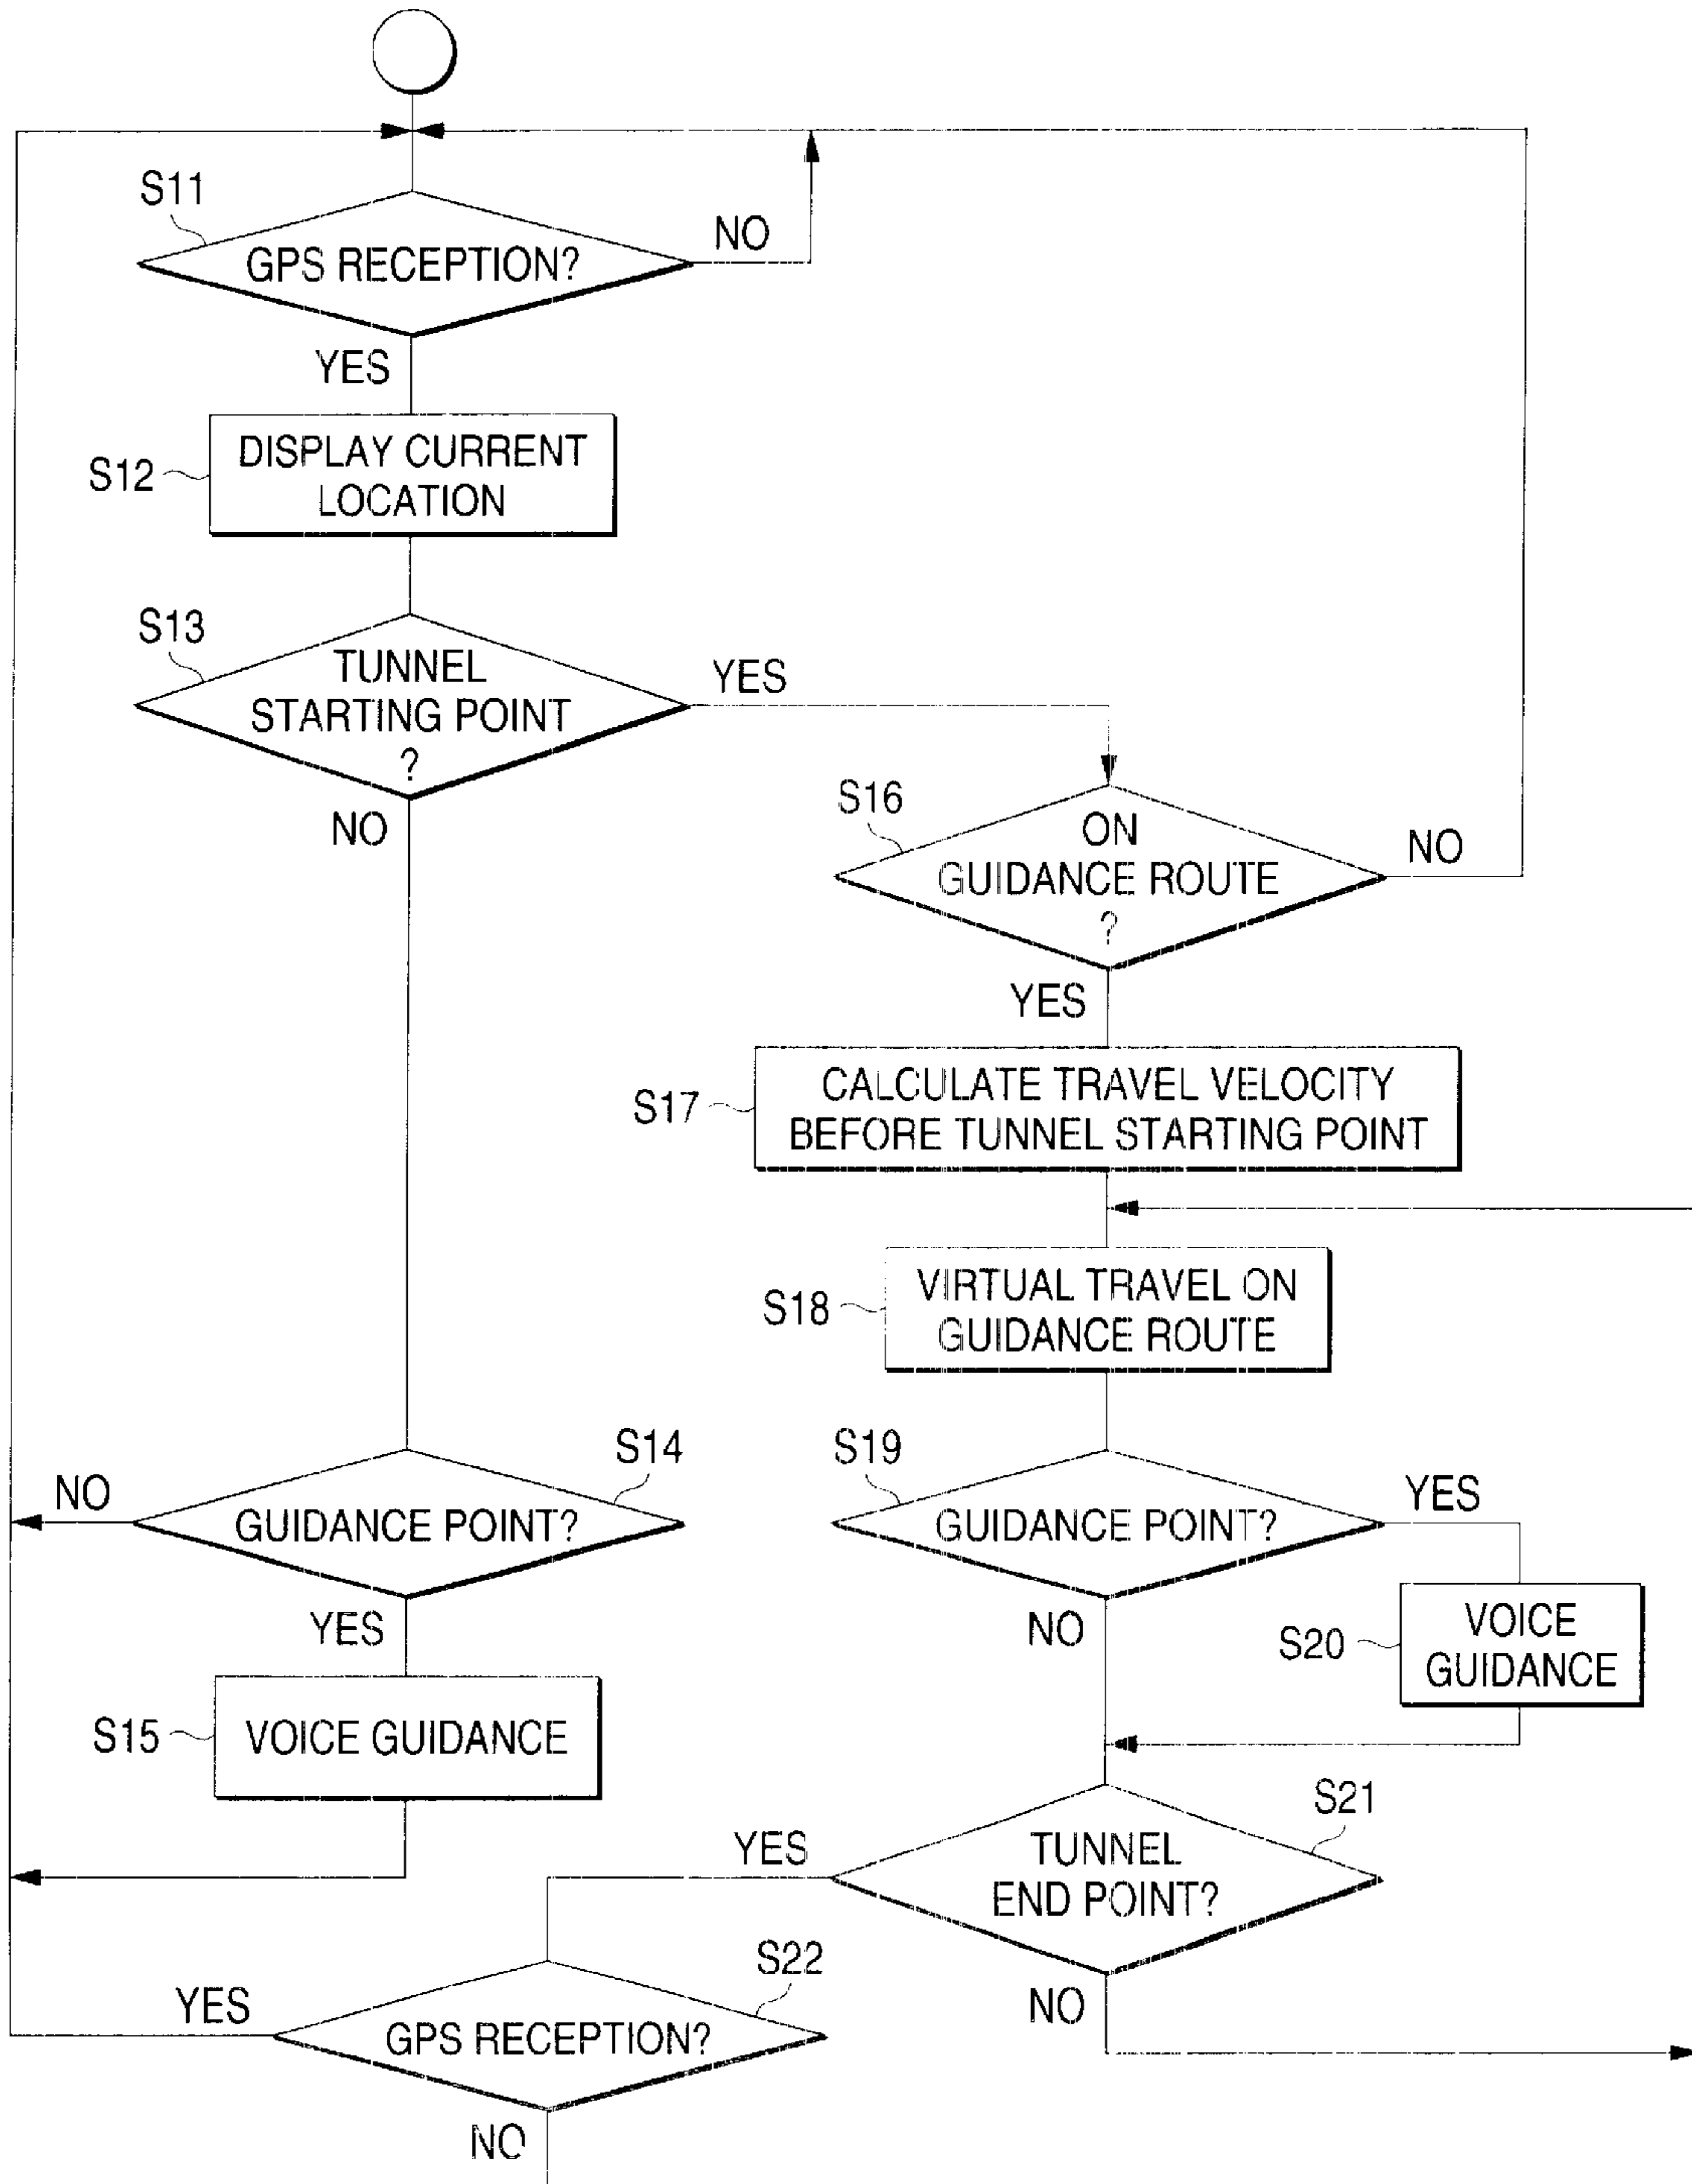 S11
GPS RECEPTION?
NO
YES
S12
DISPLAY CURRENT
LOCATION
S13
TUNNEL
STARTING POINT
?
YES
NO
S16
ON
GUIDANCE ROUTE
?
NO
YES
S17
CALCULATE TRAVEL VELOCITY
BEFORE TUNNEL STARTING POINT
S18
VIRTUAL TRAVEL ON
GUIDANCE ROUTE
S14
GUIDANCE POINT?
NO
YES
S15
VOICE GUIDANCE
S19
GUIDANCE POINT?
YES
NO
S20
VOICE
GUIDANCE
S21
TUNNEL
END POINT?
YES
NO
S22
GPS RECEPTION?
YES
NO